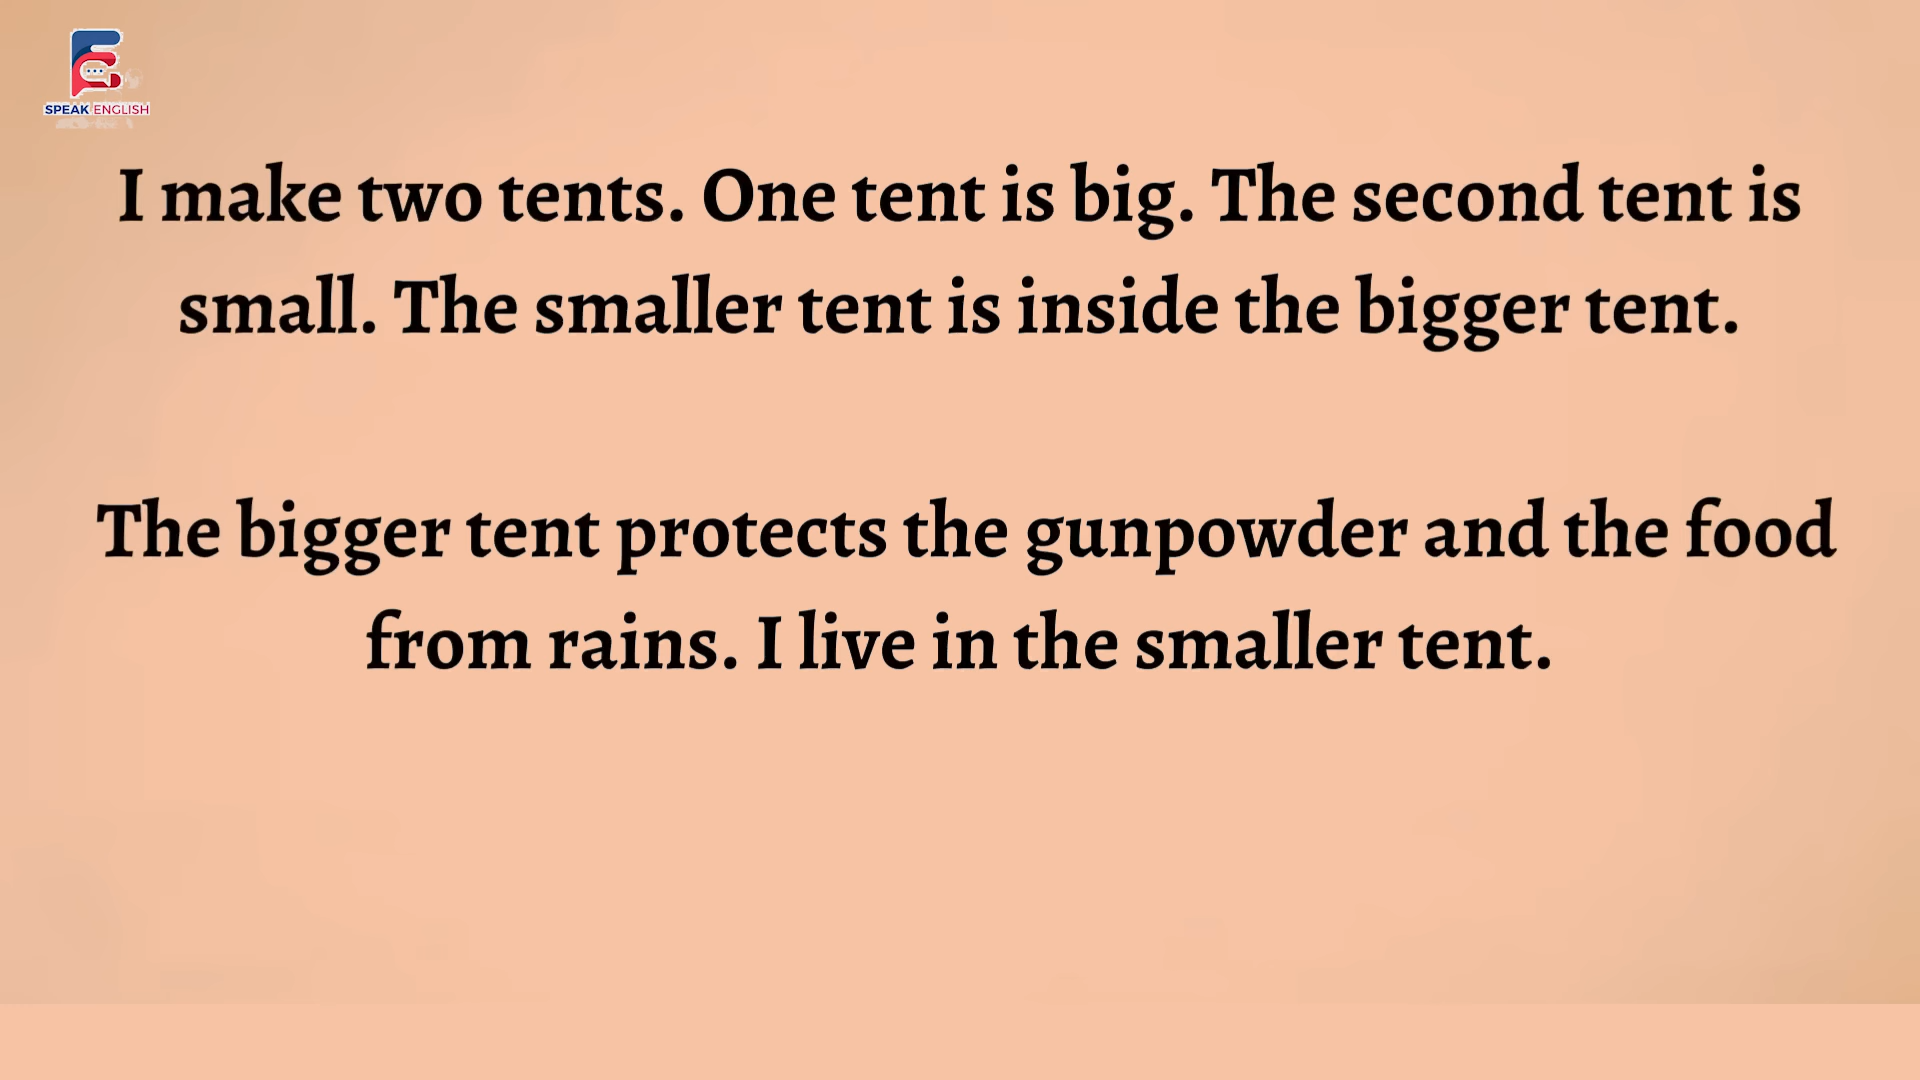 SPEAK ENGLISH
I make two tents. One tent is big. The second tent is
small. The smaller tent is inside the bigger tent.
The bigger tent protects the gunpowder and the food
from rains. I live in the smaller tent.